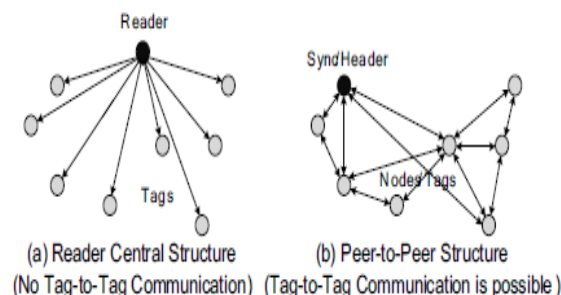 Reader
Synd/Header
Tags
Nodes/Tags
(a) Reader Central Structure
(No Tag-to-Tag Communication)
(b) Peer-to-Peer Structure
(Tag-to-Tag Communication is possible )